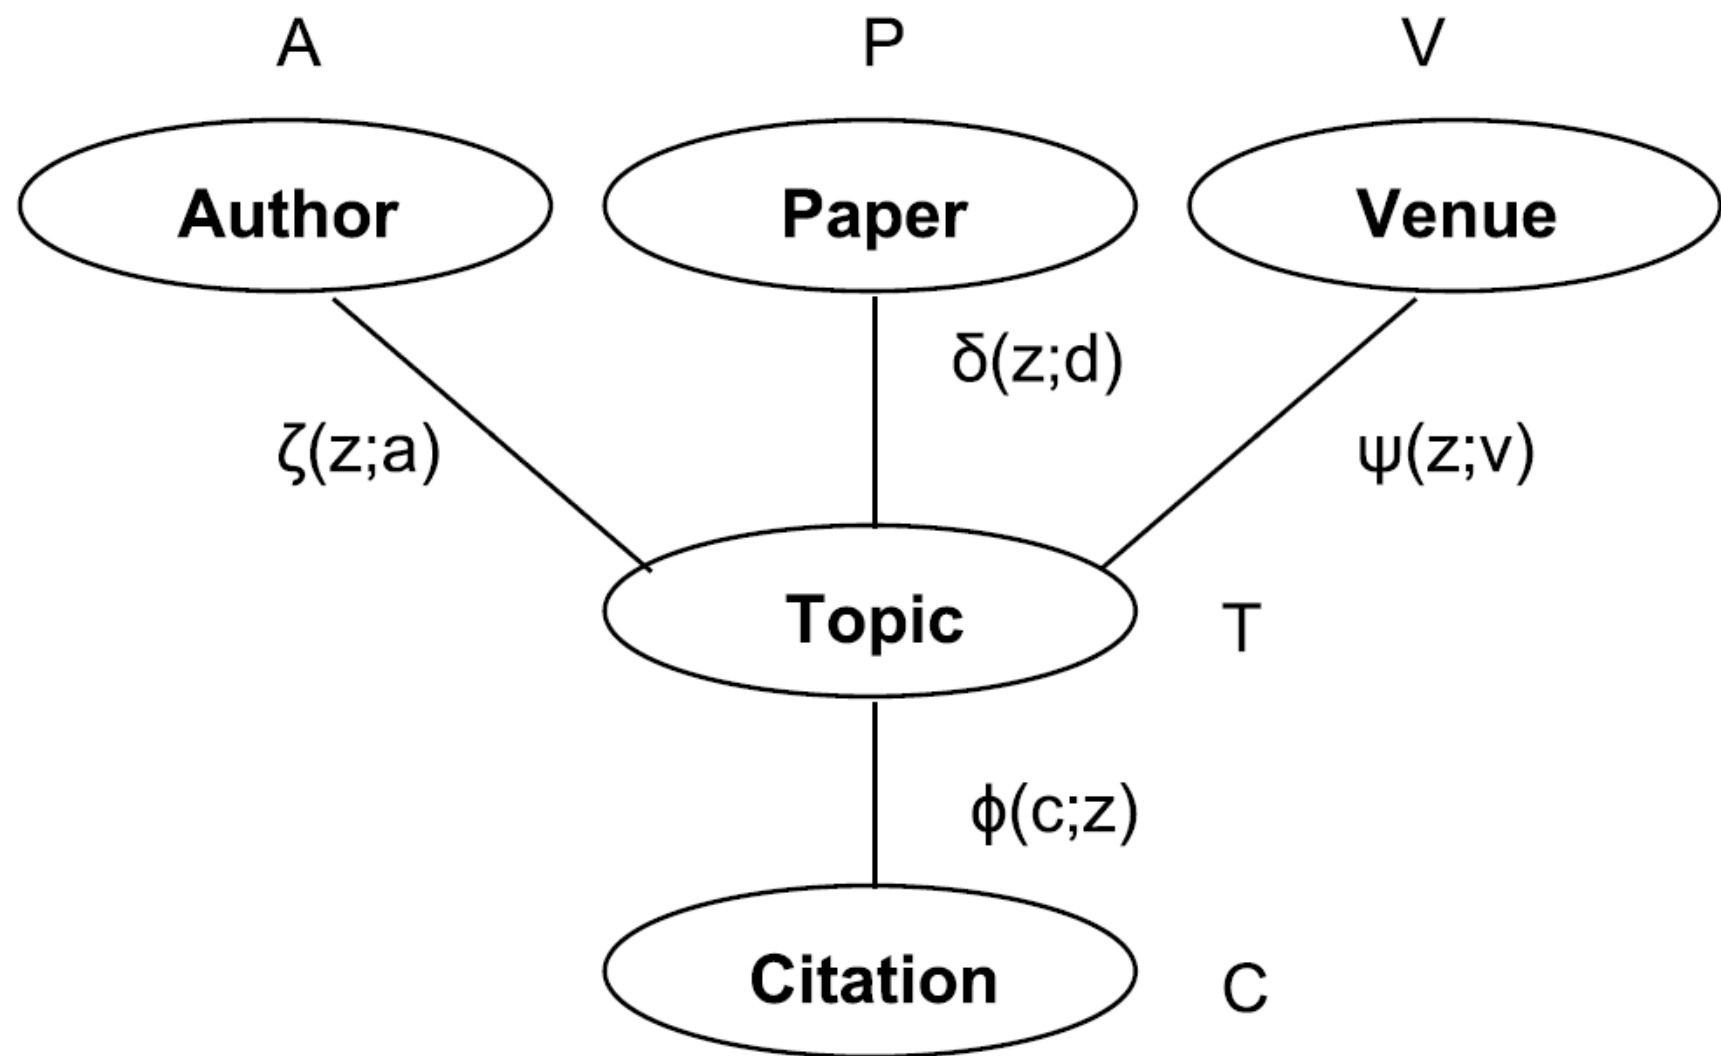 A P V
Author Paper Venue
δ(z;d)
ζ(z;a) ψ(z;v)
Topic T
ϕ(c;z)
Citation C